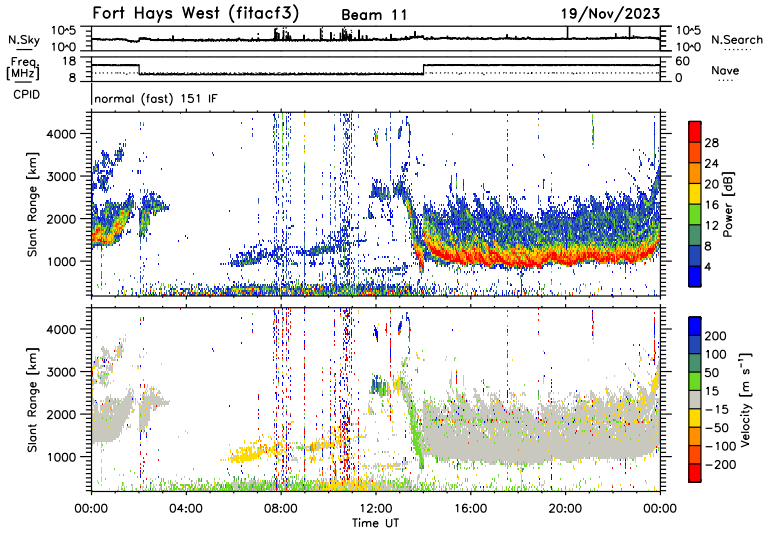 Fort Hays West (fitacf3) Beam 11 19/Nov/2023
N.Sky 10^5 10^0 10^5 10^0 N.Search
Freq. [MHz] 18 8 60 0 Nave
CPID normal (fast) 151 IF
Slant Range [km] 4000 3000 2000 1000
28 24 20 16 12 8 4 Power [dB]
Slant Range [km] 4000 3000 2000 1000
200 100 50 15 -15 -50 -100 -200 Velocity [m s⁻¹]
00:00 04:00 08:00 12:00 16:00 20:00 00:00
Time UT